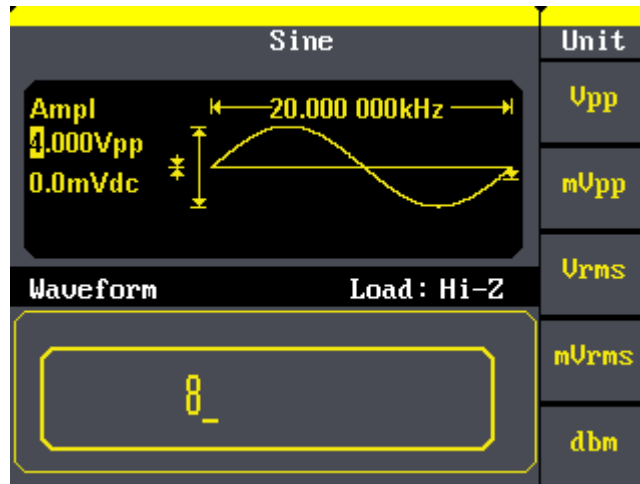 Sine
Unit
Ampl
20.000 000kHz
4.000Vpp
0.0mVdc
Vpp
mVpp
Vrms
mVrms
dbm
Waveform
Load: Hi-Z
8_